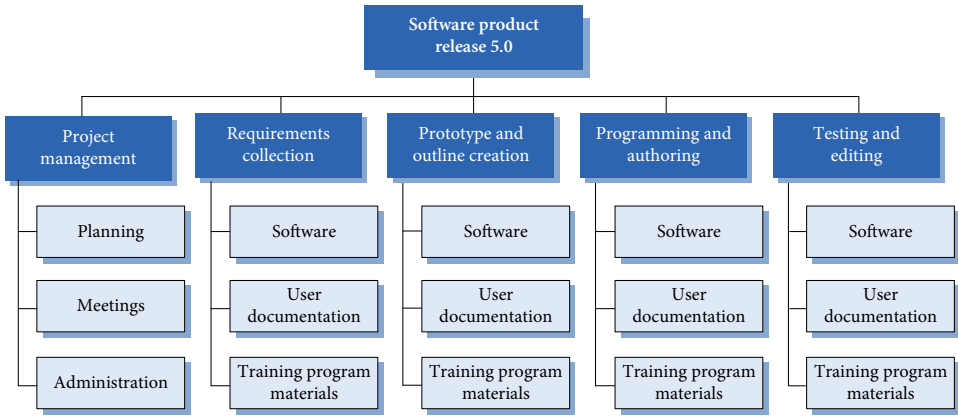 Software product
release 5.0
Project
management
Requirements
collection
Prototype and
outline creation
Programming and
authoring
Testing and
editing
Planning
Software
Software
Software
Software
Meetings
User
documentation
User
documentation
User
documentation
User
documentation
Administration
Training program
materials
Training program
materials
Training program
materials
Training program
materials